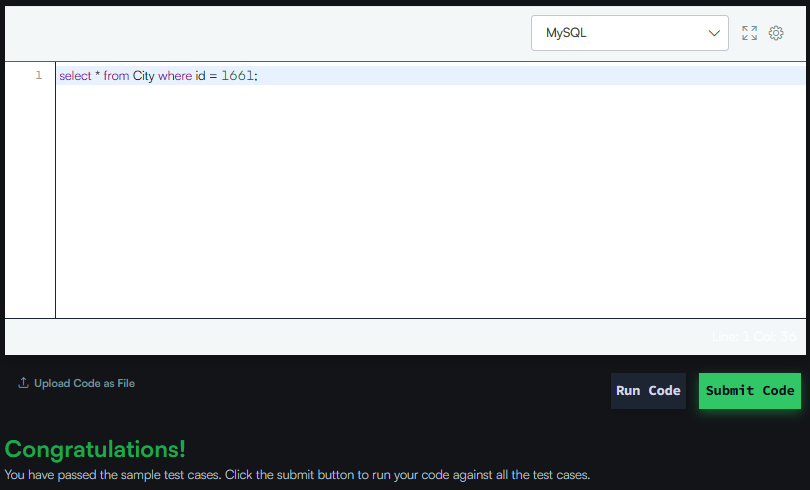 MySQL
1 select * from City where id = 1661;
Line: 1 Col: 36
Upload Code as File
Run Code
Submit Code
Congratulations!
You have passed the sample test cases. Click the submit button to run your code against all the test cases.